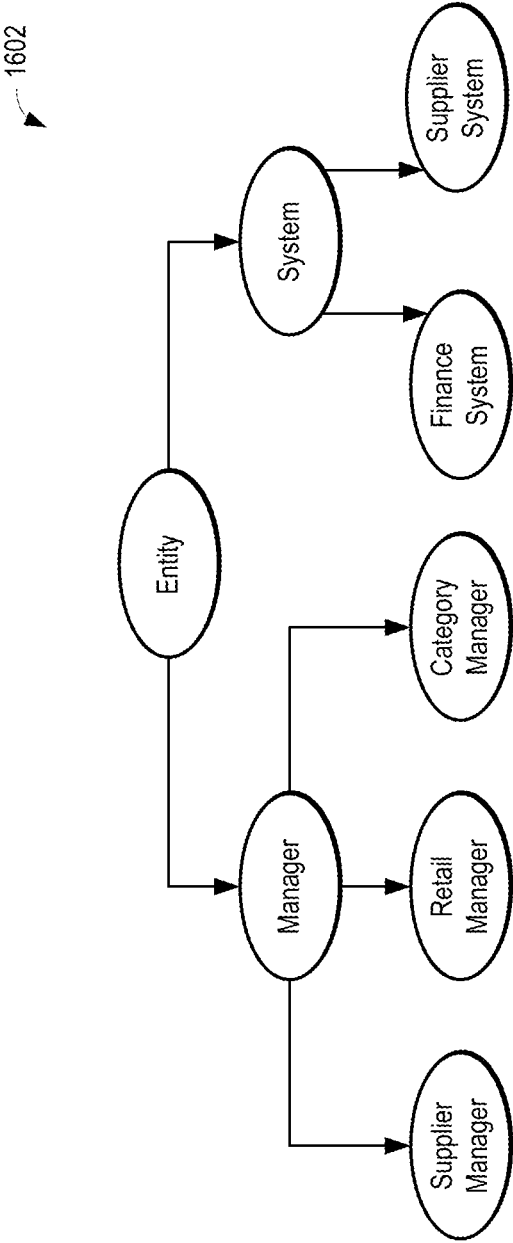 1602
Entity
Manager
System
Supplier
Manager
Retail
Manager
Category
Manager
Finance
System
Supplier
System